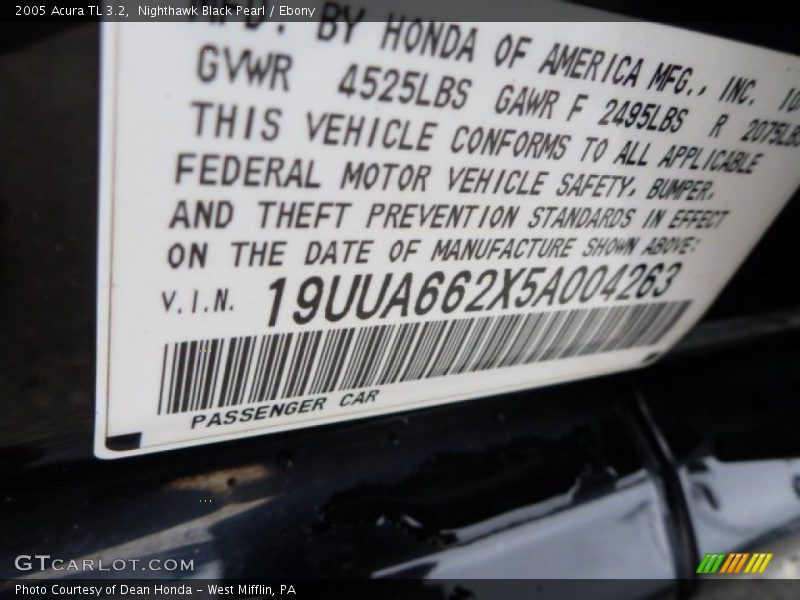 2005 Acura TL 3.2, Nighthawk Black Pearl / Ebony
BY HONDA OF AMERICA MFG., INC.
GVWR 4525LBS GAWR F 2495LBS R 2075LBS
THIS VEHICLE CONFORMS TO ALL APPLICABLE
FEDERAL MOTOR VEHICLE SAFETY, BUMPER,
AND THEFT PREVENTION STANDARDS IN EFFECT
ON THE DATE OF MANUFACTURE SHOWN ABOVE:
V.I.N. 19UUA662X5A004263
PASSENGER CAR
GTCARLOT.COM
Photo Courtesy of Dean Honda - West Mifflin, PA